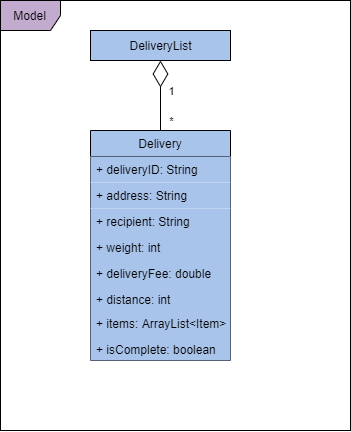 Model
DeliveryList
1
*
Delivery
+ deliveryID: String
+ address: String
+ recipient: String
+ weight: int
+ deliveryFee: double
+ distance: int
+ items: ArrayList<Item>
+ isComplete: boolean